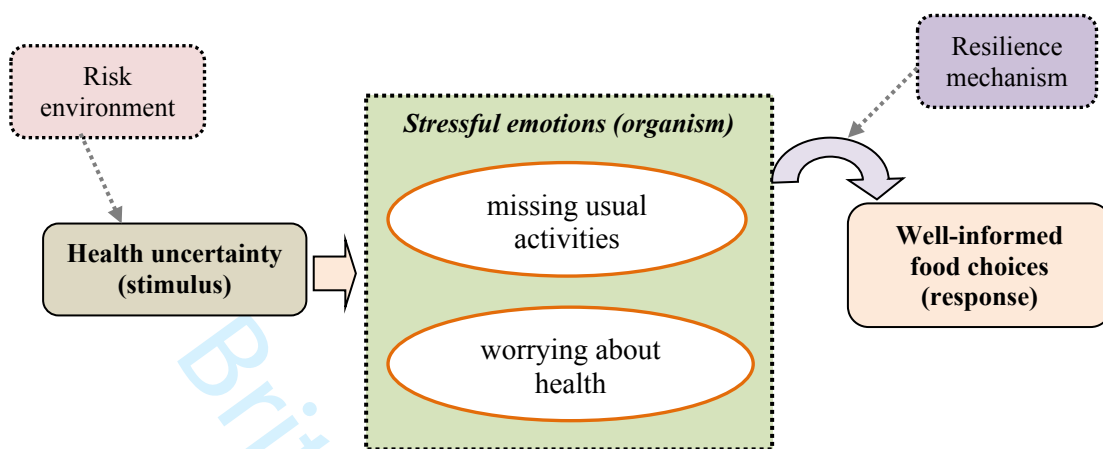 Risk
environment
Resilience
mechanism
Stressful emotions (organism)
missing usual
activities
Health uncertainty
(stimulus)
Well-informed
food choices
(response)
worrying about
health
Brit